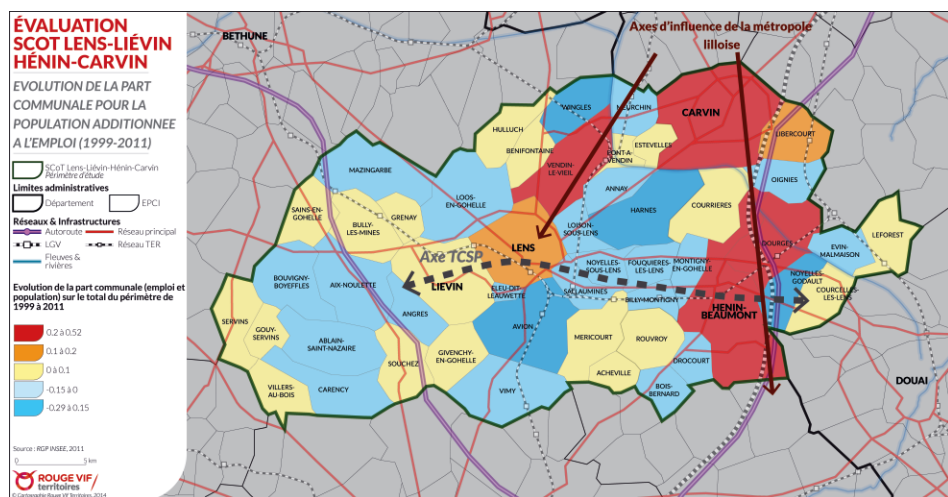 ÉVALUATION
SCOT LENS-LIÉVIN
HÉNIN-CARVIN
EVOLUTION DE LA PART
COMMUNALE POUR LA
POPULATION ADDITIONNEE
A L'EMPLOI (1999-2011)
SCoT Lens-Liévin-Hénin-Carvin
Périmètre d'étude
Limites administratives
Département
EPCI
Réseaux & Infrastructures
Autoroute
Réseau principal
LGV
Réseau TER
Fleuves &
rivières
Evolution de la part communale (emploi et
population) sur le total du périmètre de
1999 à 2011
0.2 à 0.52
0.1 à 0.2
0 à 0.1
-0.15 à 0
-0.29 à 0.15
Source : RGP INSEE, 2011
0
5 km
ROUGE VIF
territoires
© Cartographie Rouge Vif Territoires, 2014
BETHUNE
Axes d'influence de la métropole
lilloise
WINGLES
MEURCHIN
CARVIN
LIBERCOURT
HULLUCH
BENIFONTAINE
ESTEVELLES
PONT-A-
VENDIN
VENDIN-
LE-VIEIL
OIGNIES
MAZINGARBE
LOOS-
EN-GOHELLE
ANNAY
HARNES
COURRIERES
SAINS-EN-
GOHELLE
GRENAY
BULLY-
LES-MINES
LOISON-
SOUS-LENS
LENS
DOURGES
LEFOREST
EVIN-
MALMAISON
Axe TCSP
NOYELLES-
SOUS-LENS
FOUQUIERES-
LES-LENS
MONTIGNY-
EN-GOHELLE
NOYELLES-
GODAULT
COURCELLES-
LES-LENS
BOUVIGNY-
BOYEFFLES
AIX-NOULETTE
LIEVIN
ELEU-DIT-
LEAUWETTE
SALLAUMINES
BILLY-MONTIGNY
HENIN-
BEAUMONT
SERVINS
GOUY-
SERVINS
ANGRES
AVION
MERICOURT
ROUVROY
ABLAIN-
SAINT-NAZAIRE
SOUCHEZ
GIVENCHY-
EN-GOHELLE
DROCOURT
ACHEVILLE
VILLERS-
AU-BOIS
CARENCY
VIMY
BOIS-
BERNARD
DOUAI